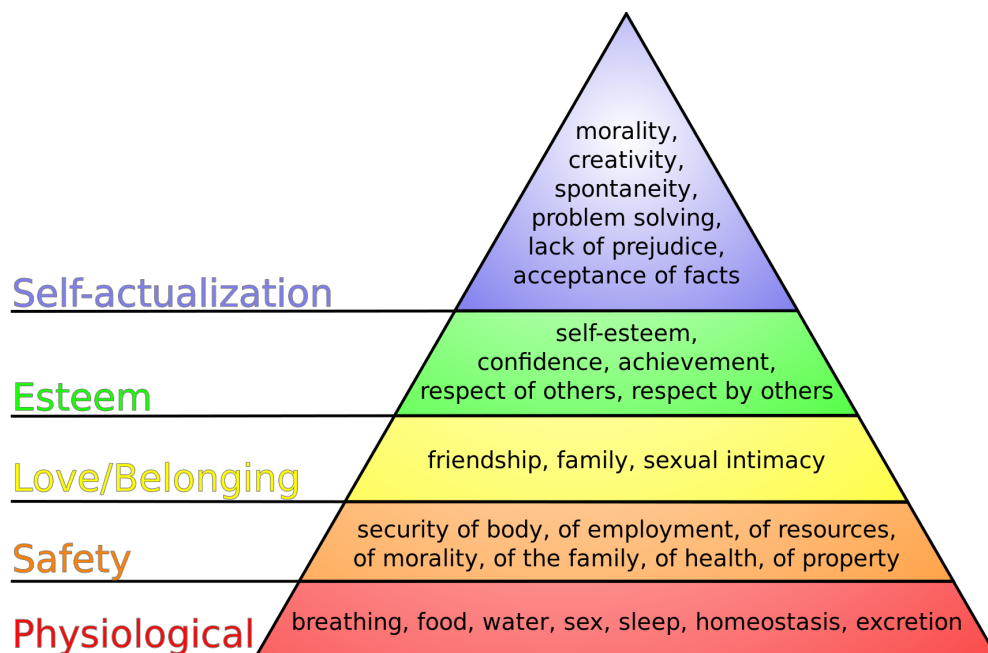 morality,
creativity,
spontaneity,
problem solving,
lack of prejudice,
acceptance of facts
Self-actualization
self-esteem,
confidence, achievement,
respect of others, respect by others
Esteem
friendship, family, sexual intimacy
Love/Belonging
security of body, of employment, of resources,
of morality, of the family, of health, of property
Safety
breathing, food, water, sex, sleep, homeostasis, excretion
Physiological